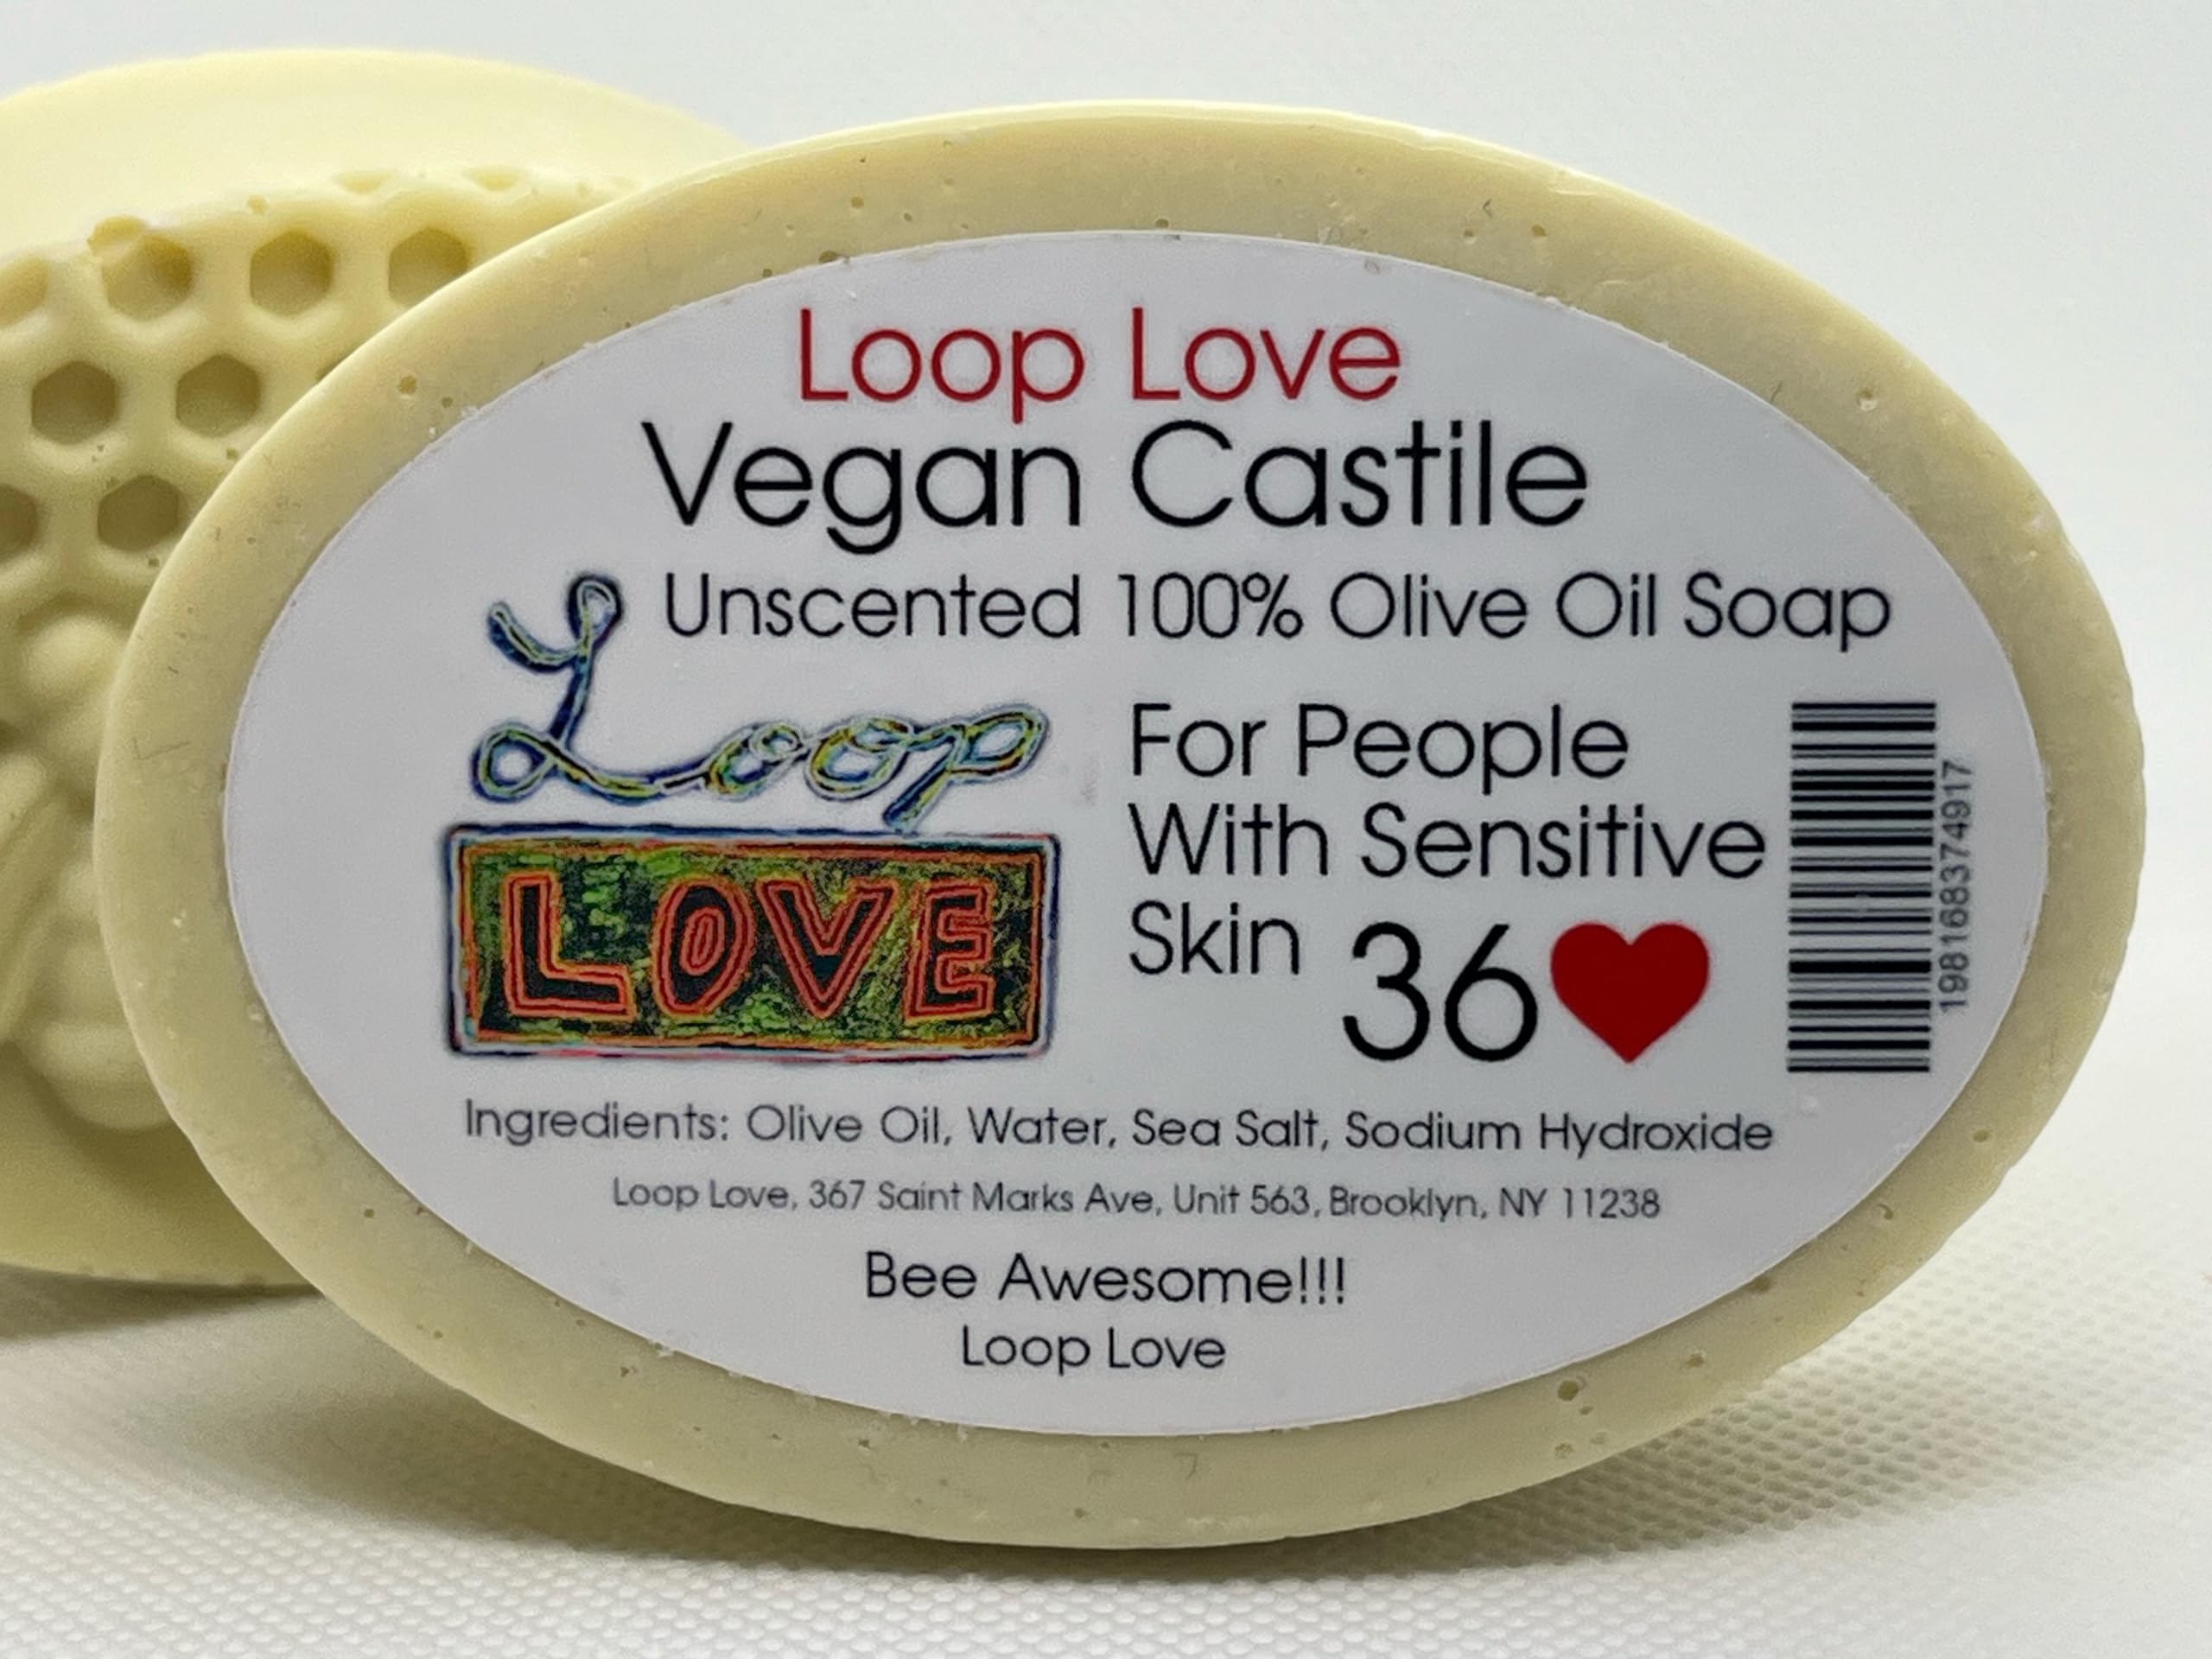 Loop Love
Vegan Castile
Unscented 100% Olive Oil Soap
Loop
LOVE
For People
With Sensitive
Skin
36❤
198168374917
Ingredients: Olive Oil, Water, Sea Salt, Sodium Hydroxide
Loop Love, 367 Saint Marks Ave, Unit 563, Brooklyn, NY 11238
Bee Awesome!!!
Loop Love